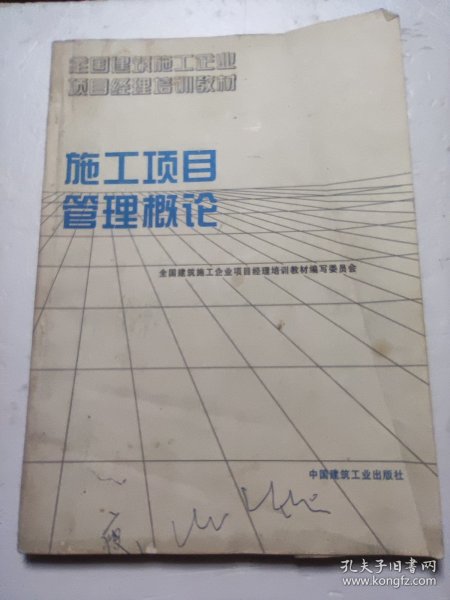 全国建筑施工企业
项目经理培训教材
施工项目
管理概论
全国建筑施工企业项目经理培训教材编写委员会
中国建筑工业出版社
孔夫子旧书网
www.kongfz.com